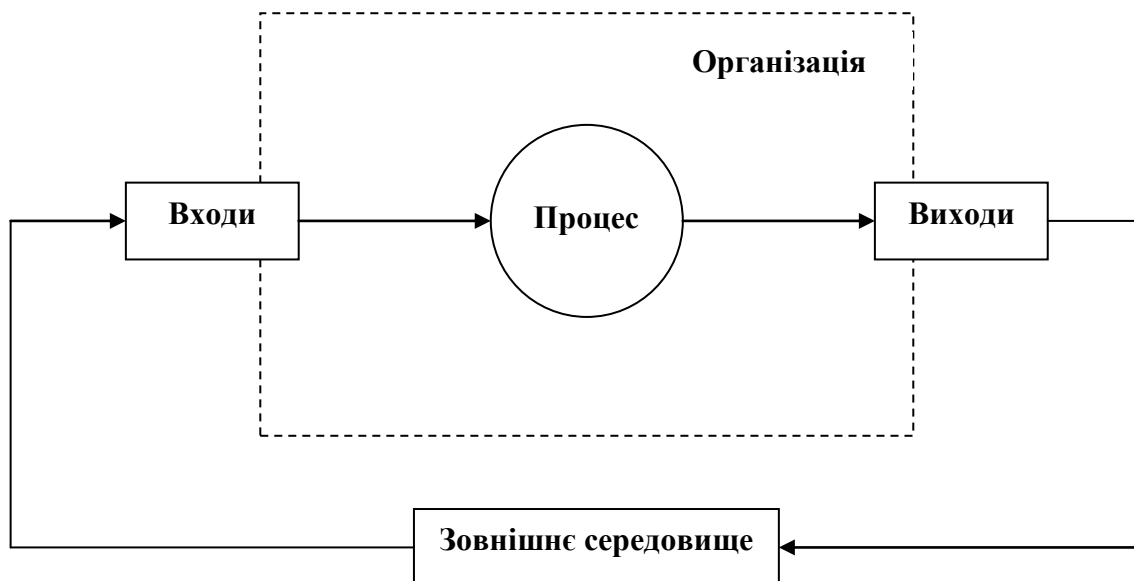 Організація
Входи
Процес
Виходи
Зовнішнє середовище